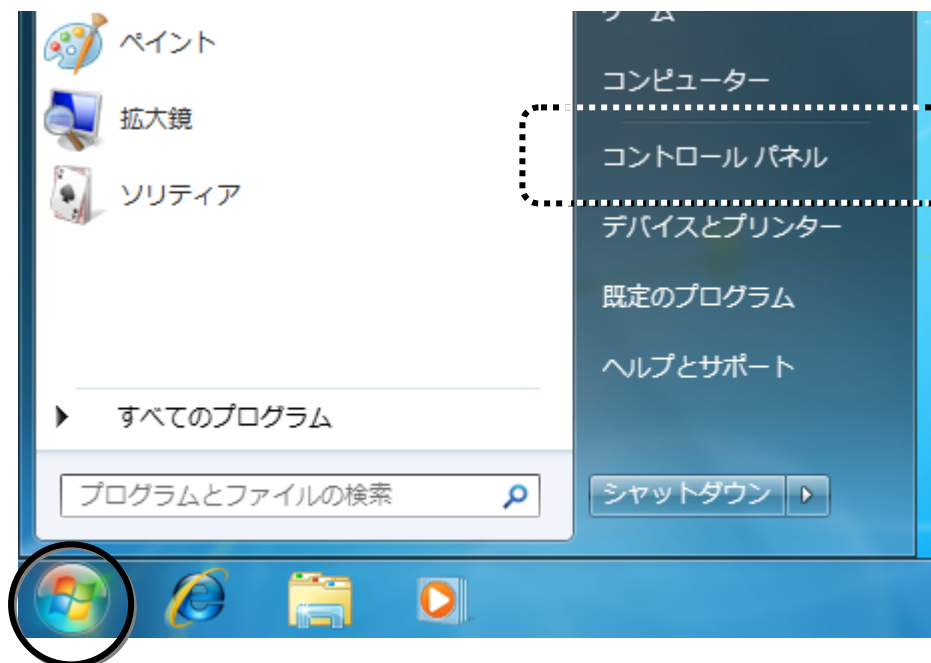 ペイント
拡大鏡
ソリティア
すべてのプログラム
プログラムとファイルの検索
コンピューター
コントロール パネル
デバイスとプリンター
既定のプログラム
ヘルプとサポート
シャットダウン